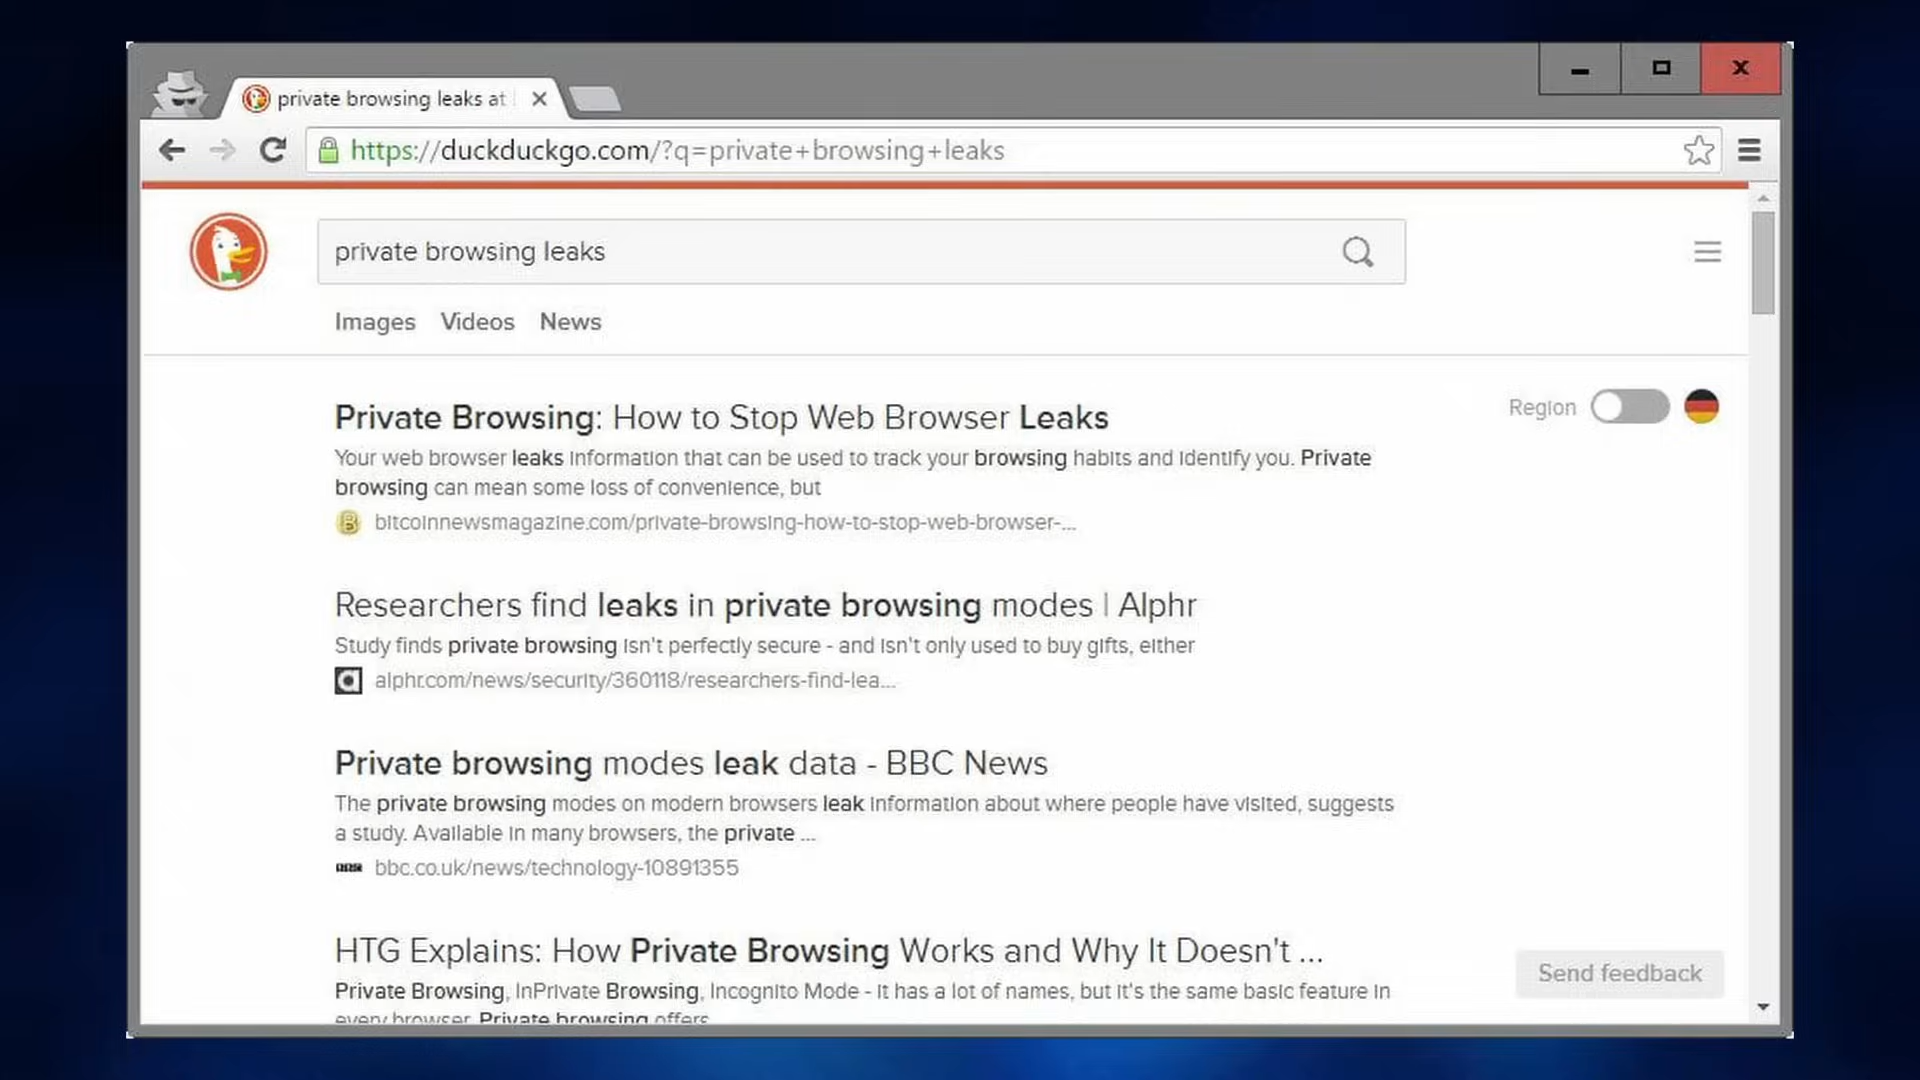 private browsing leaks at
https://duckduckgo.com/?q=private+browsing+leaks
private browsing leaks
Images Videos News
Region
Private Browsing: How to Stop Web Browser Leaks
Your web browser leaks information that can be used to track your browsing habits and identify you. Private
browsing can mean some loss of convenience, but
bitcoinnewsmagazine.com/private-browsing-how-to-stop-web-browser-...
Researchers find leaks in private browsing modes | Alphr
Study finds private browsing isn't perfectly secure - and isn't only used to buy gifts, either
alphr.com/news/security/360118/researchers-find-lea...
Private browsing modes leak data - BBC News
The private browsing modes on modern browsers leak information about where people have visited, suggests
a study. Available in many browsers, the private ...
BBC bbc.co.uk/news/technology-10891355
HTG Explains: How Private Browsing Works and Why It Doesn't ...
Private Browsing, InPrivate Browsing, Incognito Mode - it has a lot of names, but it's the same basic feature in
every browser. Private browsing offers
Send feedback